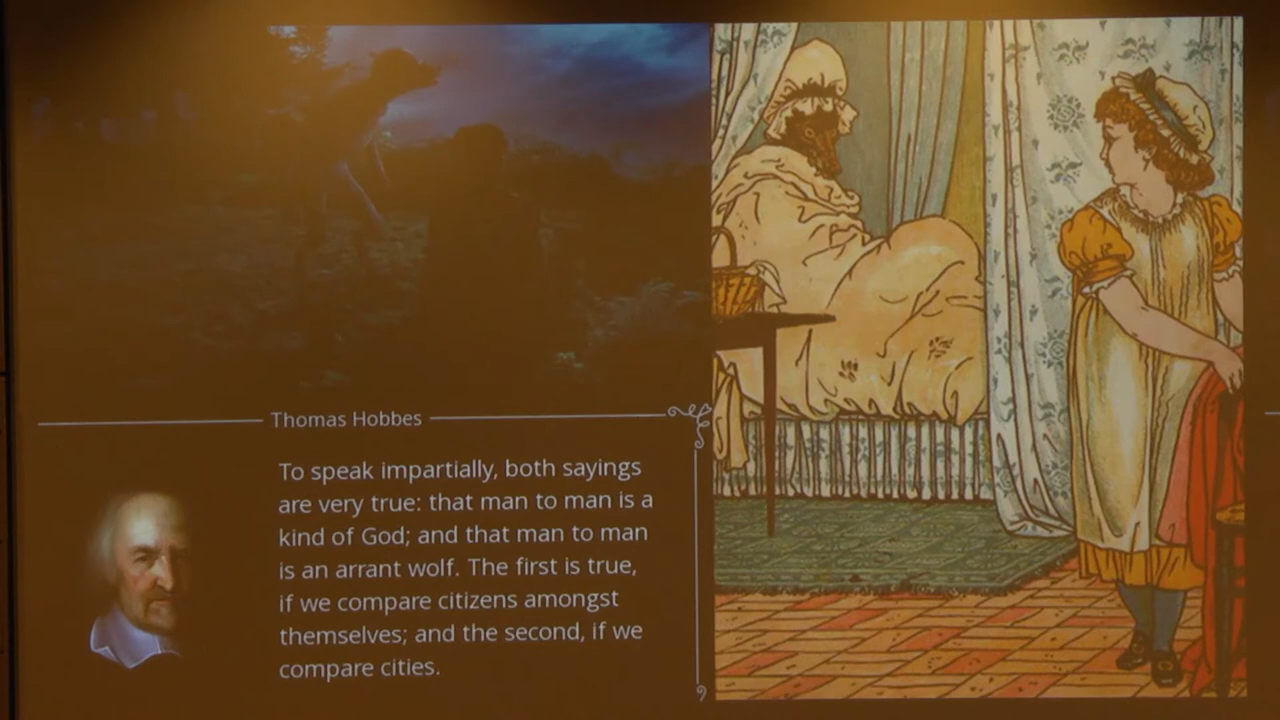 Thomas Hobbes
To speak impartially, both sayings
are very true: that man to man is a
kind of God; and that man to man
is an arrant wolf. The first is true,
if we compare citizens amongst
themselves; and the second, if we
compare cities.